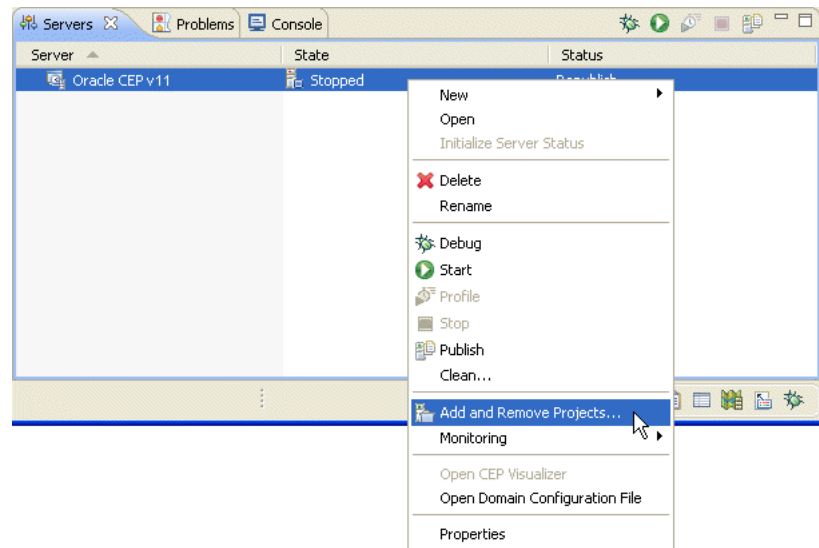 Servers Problems Console
Server State Status
Oracle CEP v11 Stopped Republish
New
Open
Initialize Server Status
Delete
Rename
Debug
Start
Profile
Stop
Publish
Clean...
Add and Remove Projects...
Monitoring
Open CEP Visualizer
Open Domain Configuration File
Properties